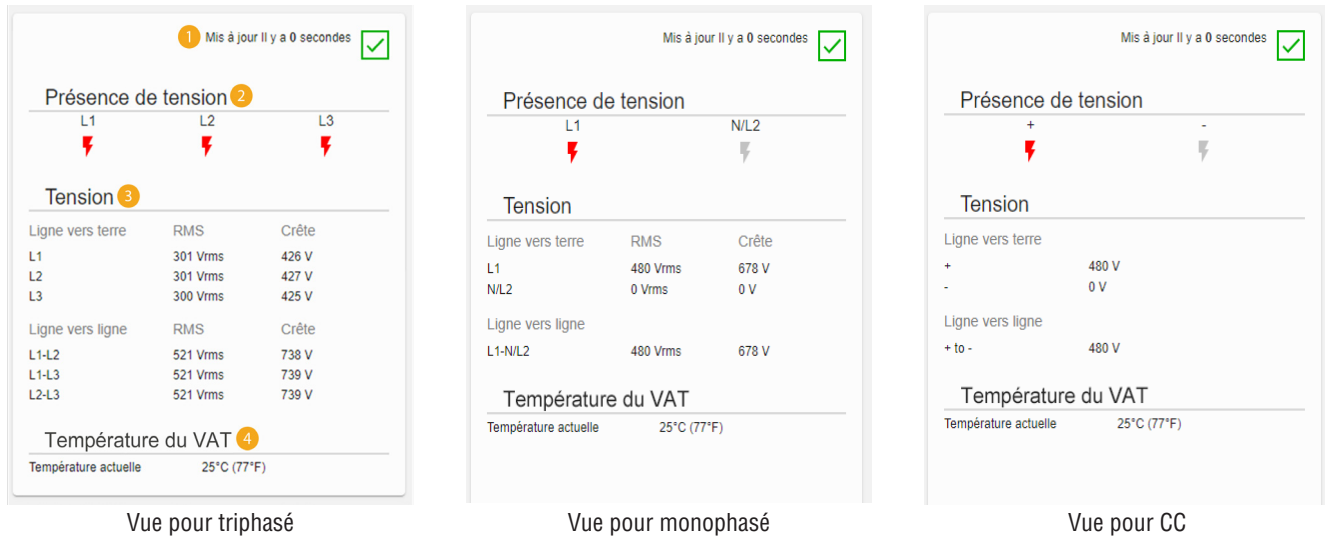 1 Mis à jour Il y a 0 secondes
Présence de tension 2
L1 L2 L3
Tension 3
Ligne vers terre RMS Crête
L1 301 Vrms 426 V
L2 301 Vrms 427 V
L3 300 Vrms 425 V
Ligne vers ligne RMS Crête
L1-L2 521 Vrms 738 V
L1-L3 521 Vrms 739 V
L2-L3 521 Vrms 739 V
Température du VAT 4
Température actuelle 25°C (77°F)
Vue pour triphasé
Mis à jour Il y a 0 secondes
Présence de tension
L1 N/L2
Tension
Ligne vers terre RMS Crête
L1 480 Vrms 678 V
N/L2 0 Vrms 0 V
Ligne vers ligne
L1-N/L2 480 Vrms 678 V
Température du VAT
Température actuelle 25°C (77°F)
Vue pour monophasé
Mis à jour Il y a 0 secondes
Présence de tension
+ -
Tension
Ligne vers terre
+ 480 V
- 0 V
Ligne vers ligne
+ to - 480 V
Température du VAT
Température actuelle 25°C (77°F)
Vue pour CC